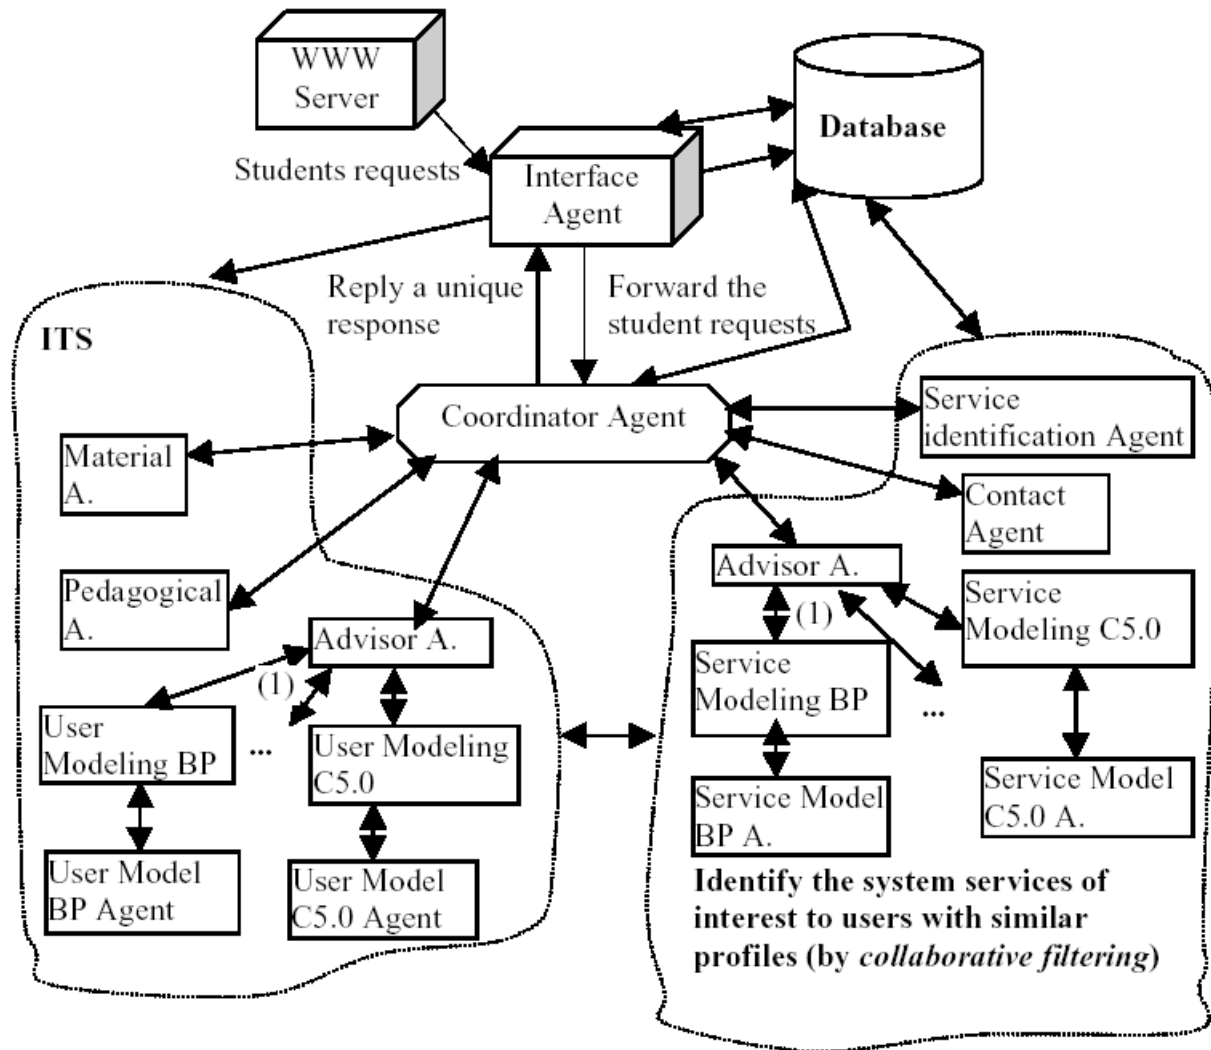 WWW
Server
Database
Students requests
Interface
Agent
Reply a unique
response
Forward the
student requests
ITS
Coordinator Agent
Service
identification Agent
Material
A.
Contact
Agent
Advisor A.
Pedagogical
A.
(1)
Service
Modeling C5.0
Advisor A.
(1)
Service
Modeling BP
...
User
Modeling BP
...
User Modeling
C5.0
Service Model
BP A.
Service Model
C5.0 A.
User Model
BP Agent
User Model
C5.0 Agent
Identify the system services of
interest to users with similar
profiles (by collaborative filtering)